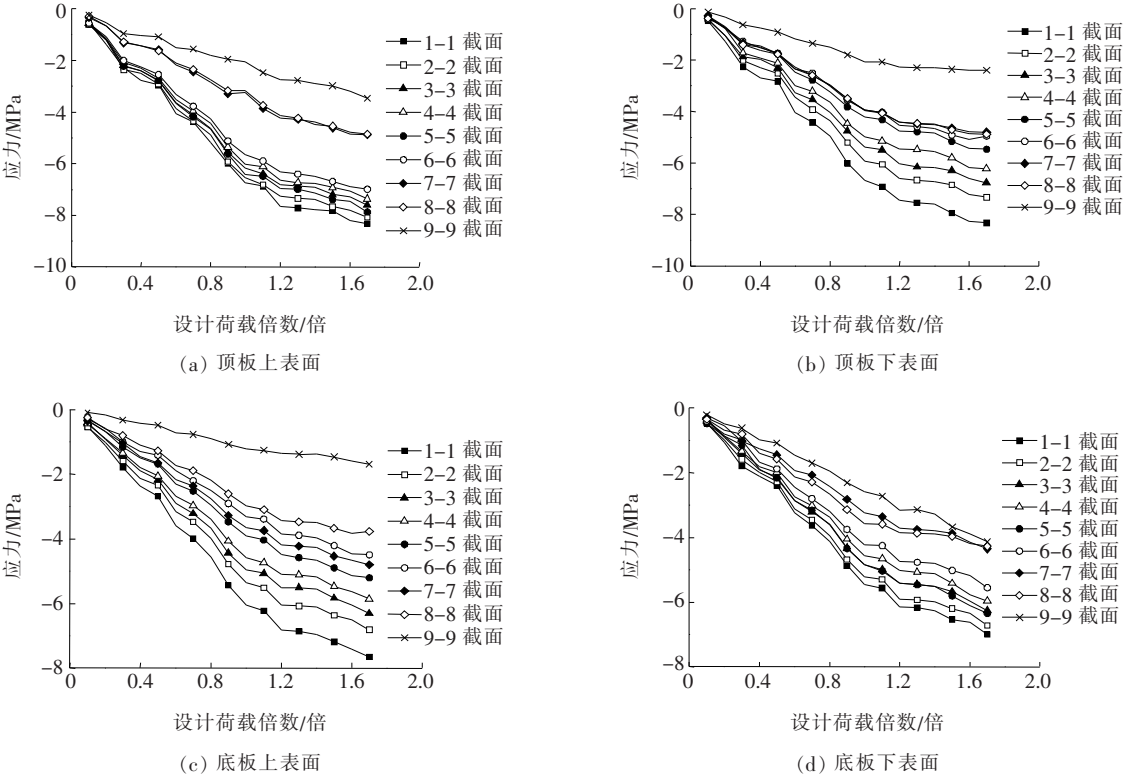 0
−2
−4
−6
−8
−10
应力/MPa
0 0.4 0.8 1.2 1.6 2.0
设计荷载倍数/倍
1–1 截面
2–2 截面
3–3 截面
4–4 截面
5–5 截面
6–6 截面
7–7 截面
8–8 截面
9–9 截面
(a) 顶板上表面
0
−2
−4
−6
−8
−10
应力/MPa
0 0.4 0.8 1.2 1.6 2.0
设计荷载倍数/倍
1–1 截面
2–2 截面
3–3 截面
4–4 截面
5–5 截面
6–6 截面
7–7 截面
8–8 截面
9–9 截面
(b) 顶板下表面
0
−2
−4
−6
−8
应力/MPa
0 0.4 0.8 1.2 1.6 2.0
设计荷载倍数/倍
1–1 截面
2–2 截面
3–3 截面
4–4 截面
5–5 截面
6–6 截面
7–7 截面
8–8 截面
9–9 截面
(c) 底板上表面
0
−2
−4
−6
−8
应力/MPa
0 0.4 0.8 1.2 1.6 2.0
设计荷载倍数/倍
1–1 截面
2–2 截面
3–3 截面
4–4 截面
5–5 截面
6–6 截面
7–7 截面
8–8 截面
9–9 截面
(d) 底板下表面